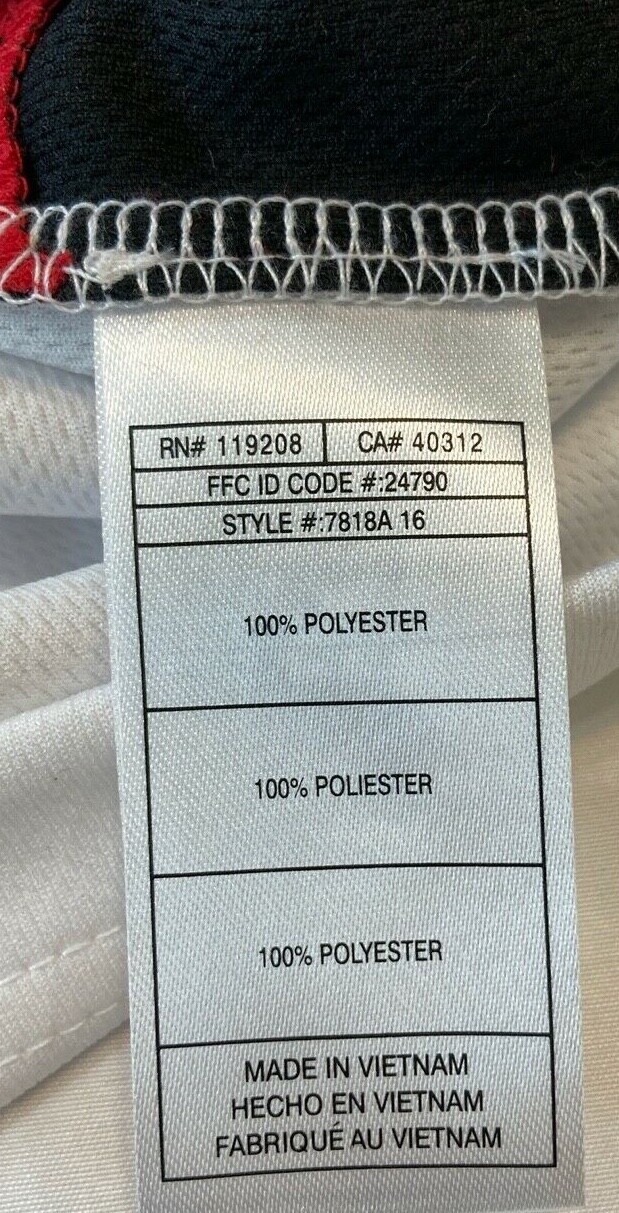 RN# 119208 CA# 40312
FFC ID CODE #:24790
STYLE #:7818A 16
100% POLYESTER
100% POLIESTER
100% POLYESTER
MADE IN VIETNAM
HECHO EN VIETNAM
FABRIQUÉ AU VIETNAM